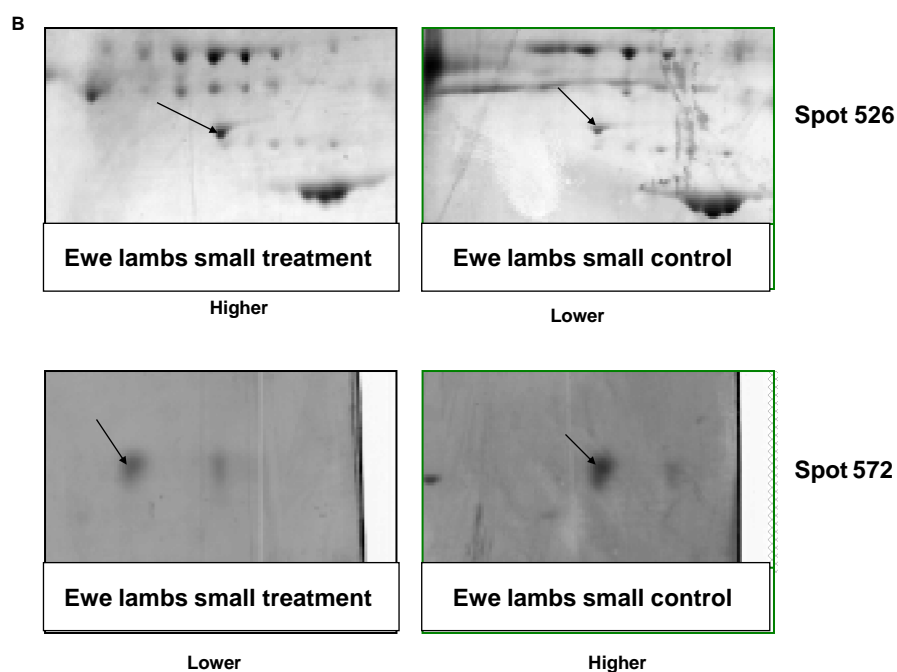 B
Spot 526
Ewe lambs small treatment
Ewe lambs small control
Higher
Lower
Spot 572
Ewe lambs small treatment
Ewe lambs small control
Lower
Higher